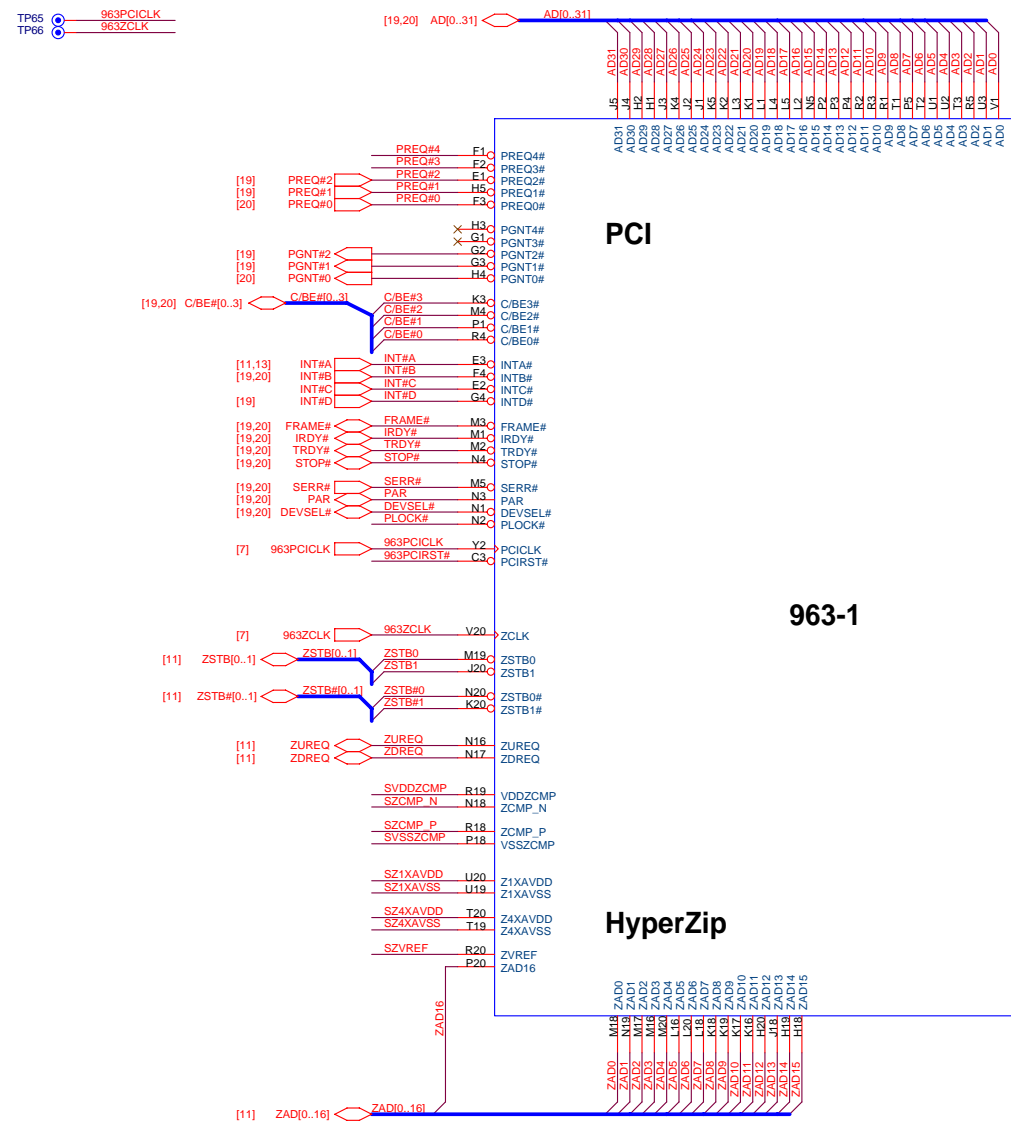 TP65 963PCICLK
TP66 963ZCLK
[19,20] AD[0..31] AD[0..31]
AD31 AD30 AD29 AD28 AD27 AD26 AD25 AD24 AD23 AD22 AD21 AD20 AD19 AD18 AD17 AD16 AD15 AD14 AD13 AD12 AD11 AD10 AD9 AD8 AD7 AD6 AD5 AD4 AD3 AD2 AD1 AD0
J5 J4 H2 H1 J3 K4 J2 J1 K5 K2 L3 K1 L1 L4 L5 L2 N5 P2 P3 P4 R2 R3 R1 T1 P5 T2 U1 U2 T3 R5 U3 V1
AD31 AD30 AD29 AD28 AD27 AD26 AD25 AD24 AD23 AD22 AD21 AD20 AD19 AD18 AD17 AD16 AD15 AD14 AD13 AD12 AD11 AD10 AD9 AD8 AD7 AD6 AD5 AD4 AD3 AD2 AD1 AD0
PREQ#4 F1 PREQ4#
PREQ#3 F2 PREQ3#
[19] PREQ#2 PREQ#2 E1 PREQ2#
[19] PREQ#1 PREQ#1 H5 PREQ1#
[20] PREQ#0 PREQ#0 F3 PREQ0#
PCI
H3 PGNT4#
G1 PGNT3#
[19] PGNT#2 G2 PGNT2#
[19] PGNT#1 G3 PGNT1#
[20] PGNT#0 H4 PGNT0#
[19,20] C/BE#[0..3] C/BE#[0..3] C/BE#3 K3 C/BE3#
C/BE#2 M4 C/BE2#
C/BE#1 P1 C/BE1#
C/BE#0 R4 C/BE0#
[11,13] INT#A INT#A E3 INTA#
[19,20] INT#B INT#B F4 INTB#
INT#C INT#C E2 INTC#
[19] INT#D INT#D G4 INTD#
[19,20] FRAME# FRAME# M3 FRAME#
[19,20] IRDY# IRDY# M1 IRDY#
[19,20] TRDY# TRDY# M2 TRDY#
[19,20] STOP# STOP# N4 STOP#
[19,20] SERR# SERR# M5 SERR#
[19,20] PAR PAR N3 PAR
[19,20] DEVSEL# DEVSEL# N1 DEVSEL#
PLOCK# N2 PLOCK#
[7] 963PCICLK 963PCICLK Y2 PCICLK
963PCIRST# C3 PCIRST#
963-1
[7] 963ZCLK 963ZCLK V20 ZCLK
[11] ZSTB[0..1] ZSTB[0..1] ZSTB0 M19 ZSTB0
ZSTB1 J20 ZSTB1
[11] ZSTB#[0..1] ZSTB#[0..1] ZSTB#0 N20 ZSTB0#
ZSTB#1 K20 ZSTB1#
[11] ZUREQ ZUREQ N16 ZUREQ
[11] ZDREQ ZDREQ N17 ZDREQ
SVDDZCMP R19 VDDZCMP
SZCMP_N N18 ZCMP_N
SZCMP_P R18 ZCMP_P
SVSSZCMP P18 VSSZCMP
SZ1XAVDD U20 Z1XAVDD
SZ1XAVSS U19 Z1XAVSS
SZ4XAVDD T20 Z4XAVDD
SZ4XAVSS T19 Z4XAVSS
HyperZip
SZVREF R20 ZVREF
P20 ZAD16
ZAD16
ZAD0 ZAD1 ZAD2 ZAD3 ZAD4 ZAD5 ZAD6 ZAD7 ZAD8 ZAD9 ZAD10 ZAD11 ZAD12 ZAD13 ZAD14 ZAD15
M18 N19 M17 M16 M20 L16 L20 L18 K18 K19 K17 K16 H20 J18 H19 H18
ZAD0 ZAD1 ZAD2 ZAD3 ZAD4 ZAD5 ZAD6 ZAD7 ZAD8 ZAD9 ZAD10 ZAD11 ZAD12 ZAD13 ZAD14 ZAD15
[11] ZAD[0..16] ZAD[0..16]